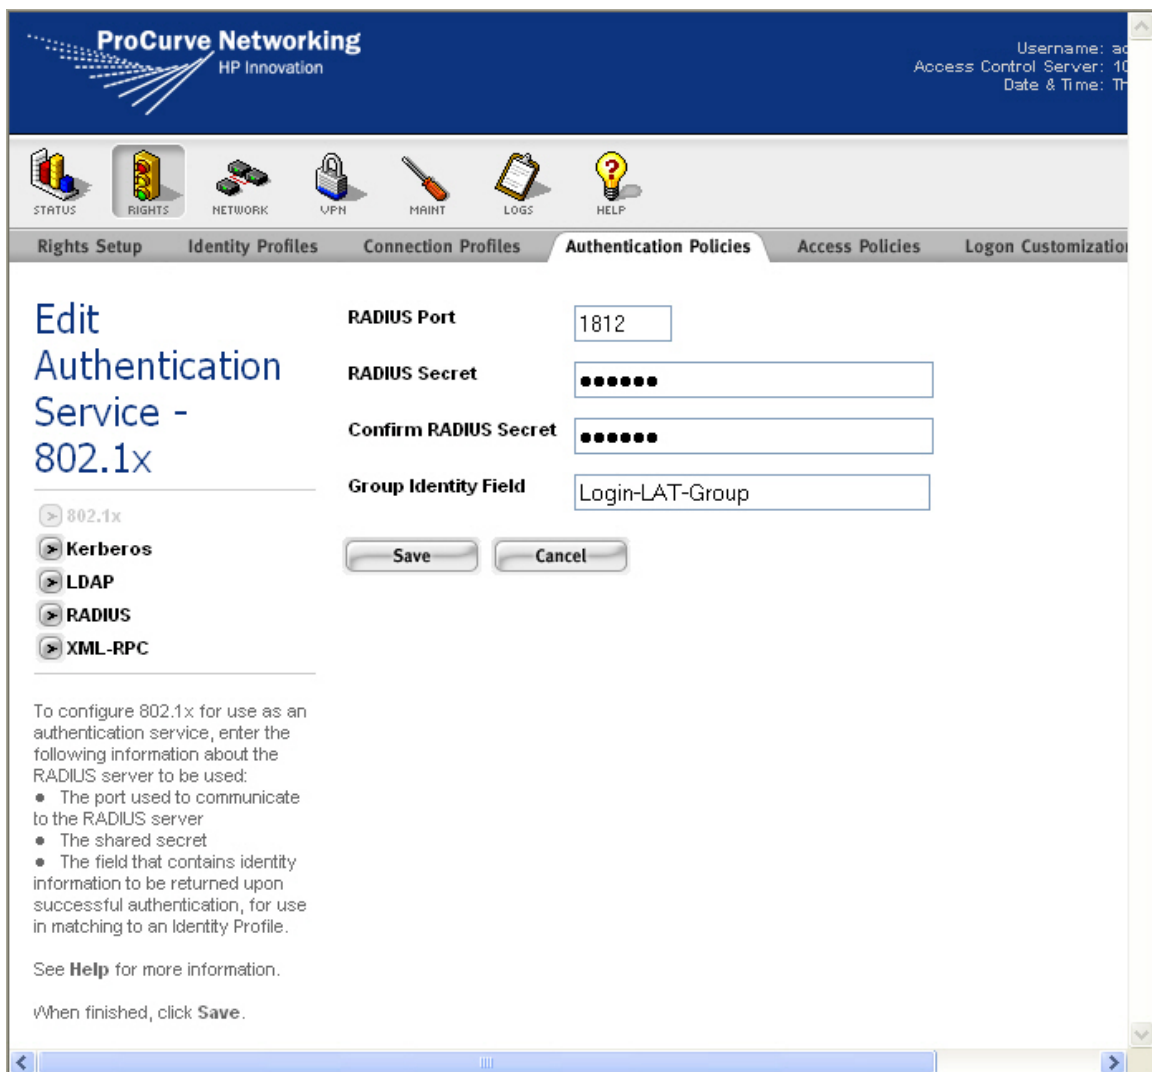 ProCurve Networking
HP Innovation
Username:
Access Control Server:
Date & Time:
STATUS
RIGHTS
NETWORK
VPN
MAINT
LOGS
HELP
Rights Setup
Identity Profiles
Connection Profiles
Authentication Policies
Access Policies
Logon Customization
Edit
Authentication
Service -
802.1x
802.1x
Kerberos
LDAP
RADIUS
XML-RPC
To configure 802.1x for use as an
authentication service, enter the
following information about the
RADIUS server to be used:
● The port used to communicate
to the RADIUS server
● The shared secret
● The field that contains identity
information to be returned upon
successful authentication, for use
in matching to an Identity Profile.
See Help for more information.
When finished, click Save.
RADIUS Port
1812
RADIUS Secret
●●●●●●
Confirm RADIUS Secret
●●●●●●
Group Identity Field
Login-LAT-Group
Save
Cancel